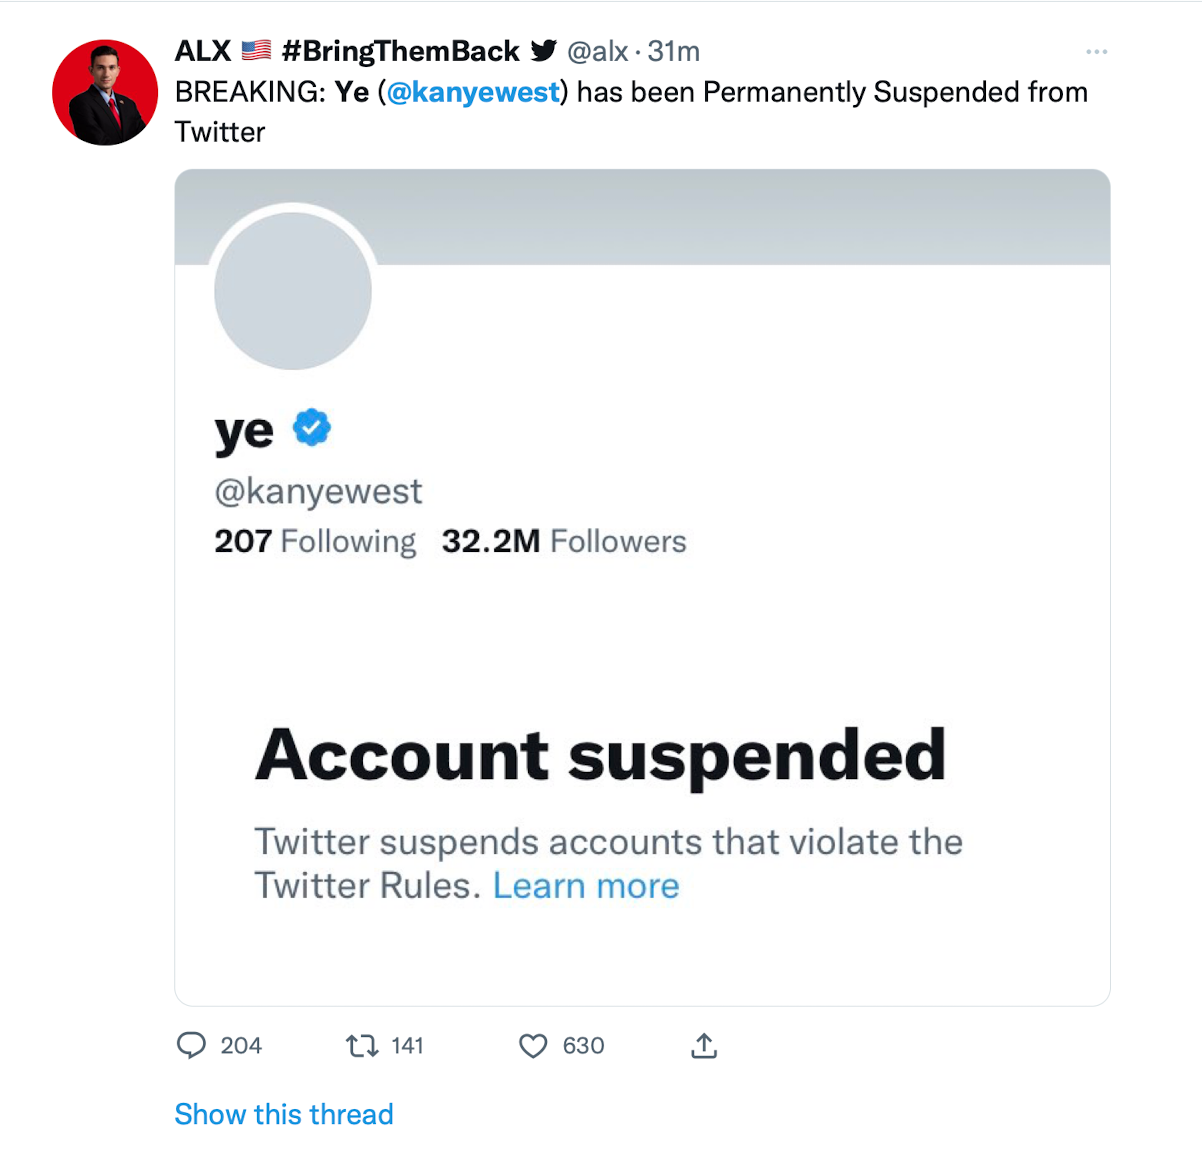 ALX 🇺🇸 #BringThemBack @alx · 31m
BREAKING: Ye (@kanyewest) has been Permanently Suspended from
Twitter
ye
@kanyewest
207 Following 32.2M Followers
Account suspended
Twitter suspends accounts that violate the
Twitter Rules. Learn more
204 141 630
Show this thread